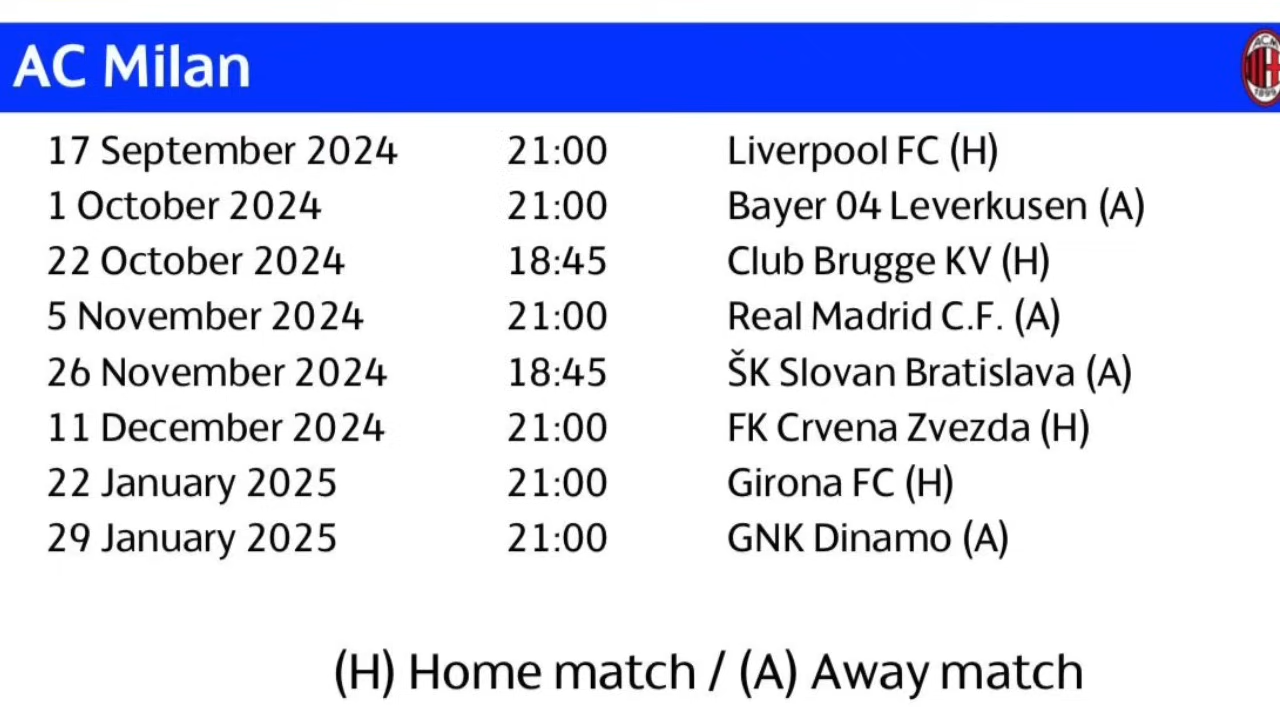 AC Milan
ACM
1899
17 September 2024 21:00 Liverpool FC (H)
1 October 2024 21:00 Bayer 04 Leverkusen (A)
22 October 2024 18:45 Club Brugge KV (H)
5 November 2024 21:00 Real Madrid C.F. (A)
26 November 2024 18:45 ŠK Slovan Bratislava (A)
11 December 2024 21:00 FK Crvena Zvezda (H)
22 January 2025 21:00 Girona FC (H)
29 January 2025 21:00 GNK Dinamo (A)
(H) Home match / (A) Away match